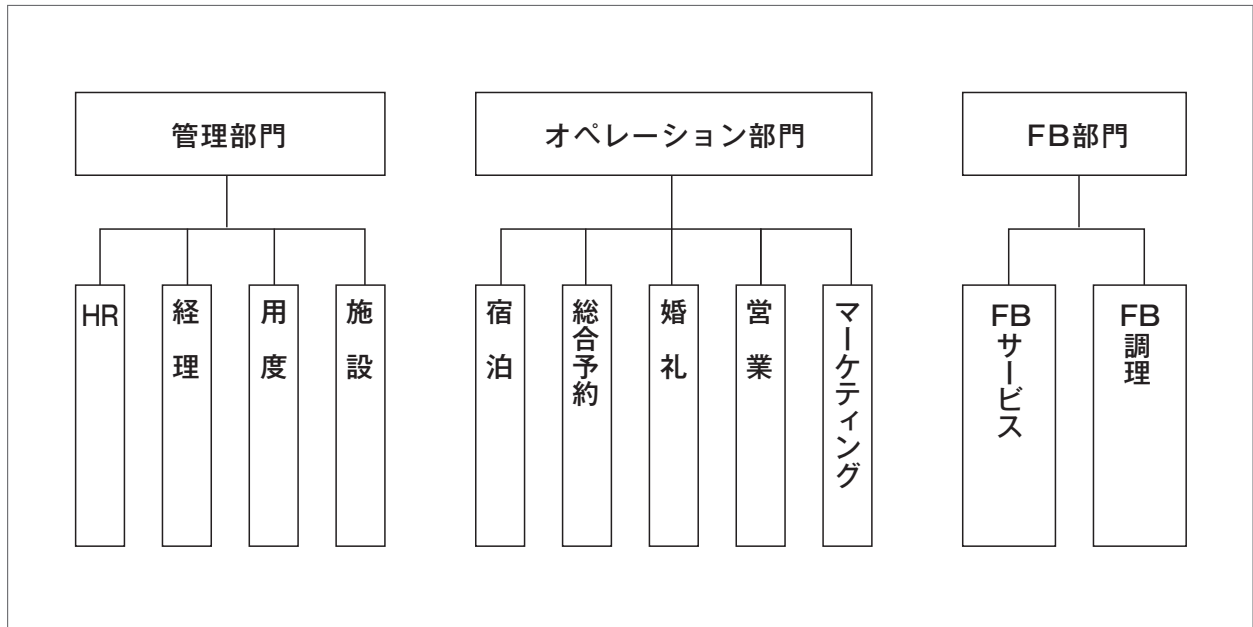 管理部門
オペレーション部門
FB部門
HR
経理
用度
施設
宿泊
総合予約
婚礼
営業
マーケティング
FBサービス
FB調理